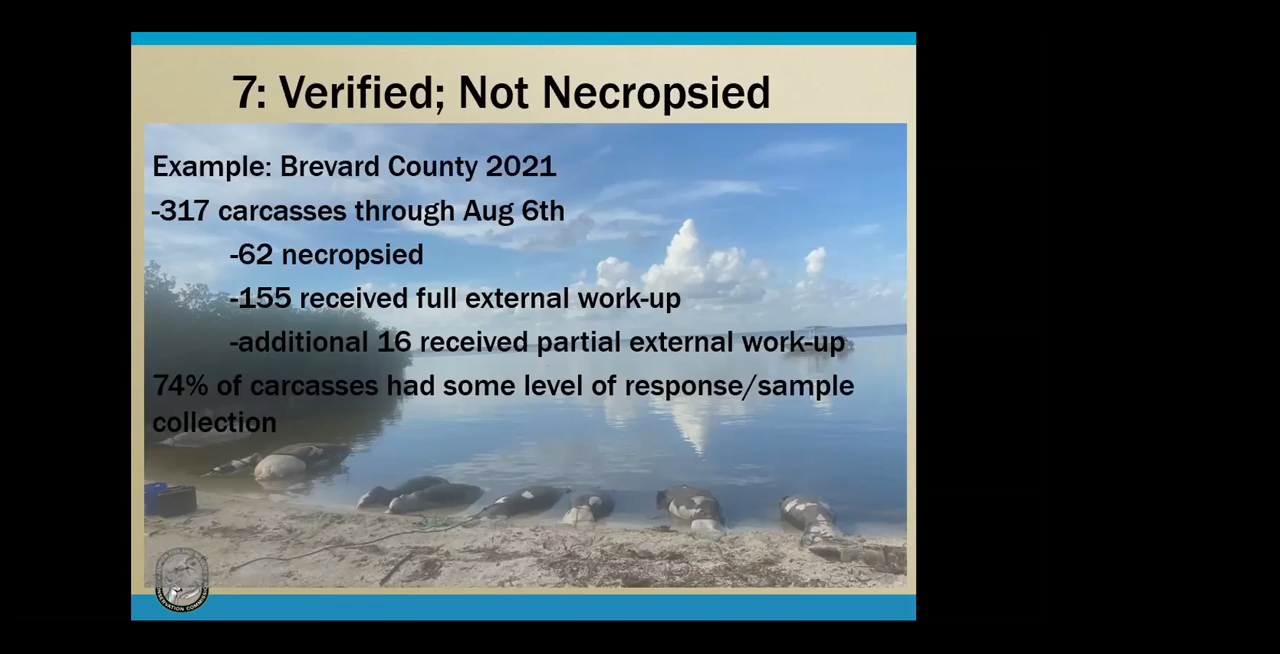 7: Verified; Not Necropsied
Example: Brevard County 2021
-317 carcasses through Aug 6th
-62 necropsied
-155 received full external work-up
-additional 16 received partial external work-up
74% of carcasses had some level of response/sample
collection
CONSERVATION COMMISSION